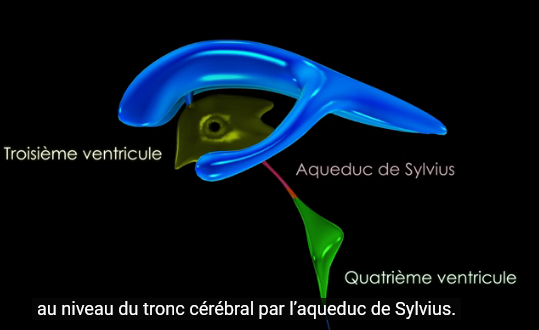 Troisième ventricule
Aqueduc de Sylvius
Quatrième ventricule
au niveau du tronc cérébral par l'aqueduc de Sylvius.